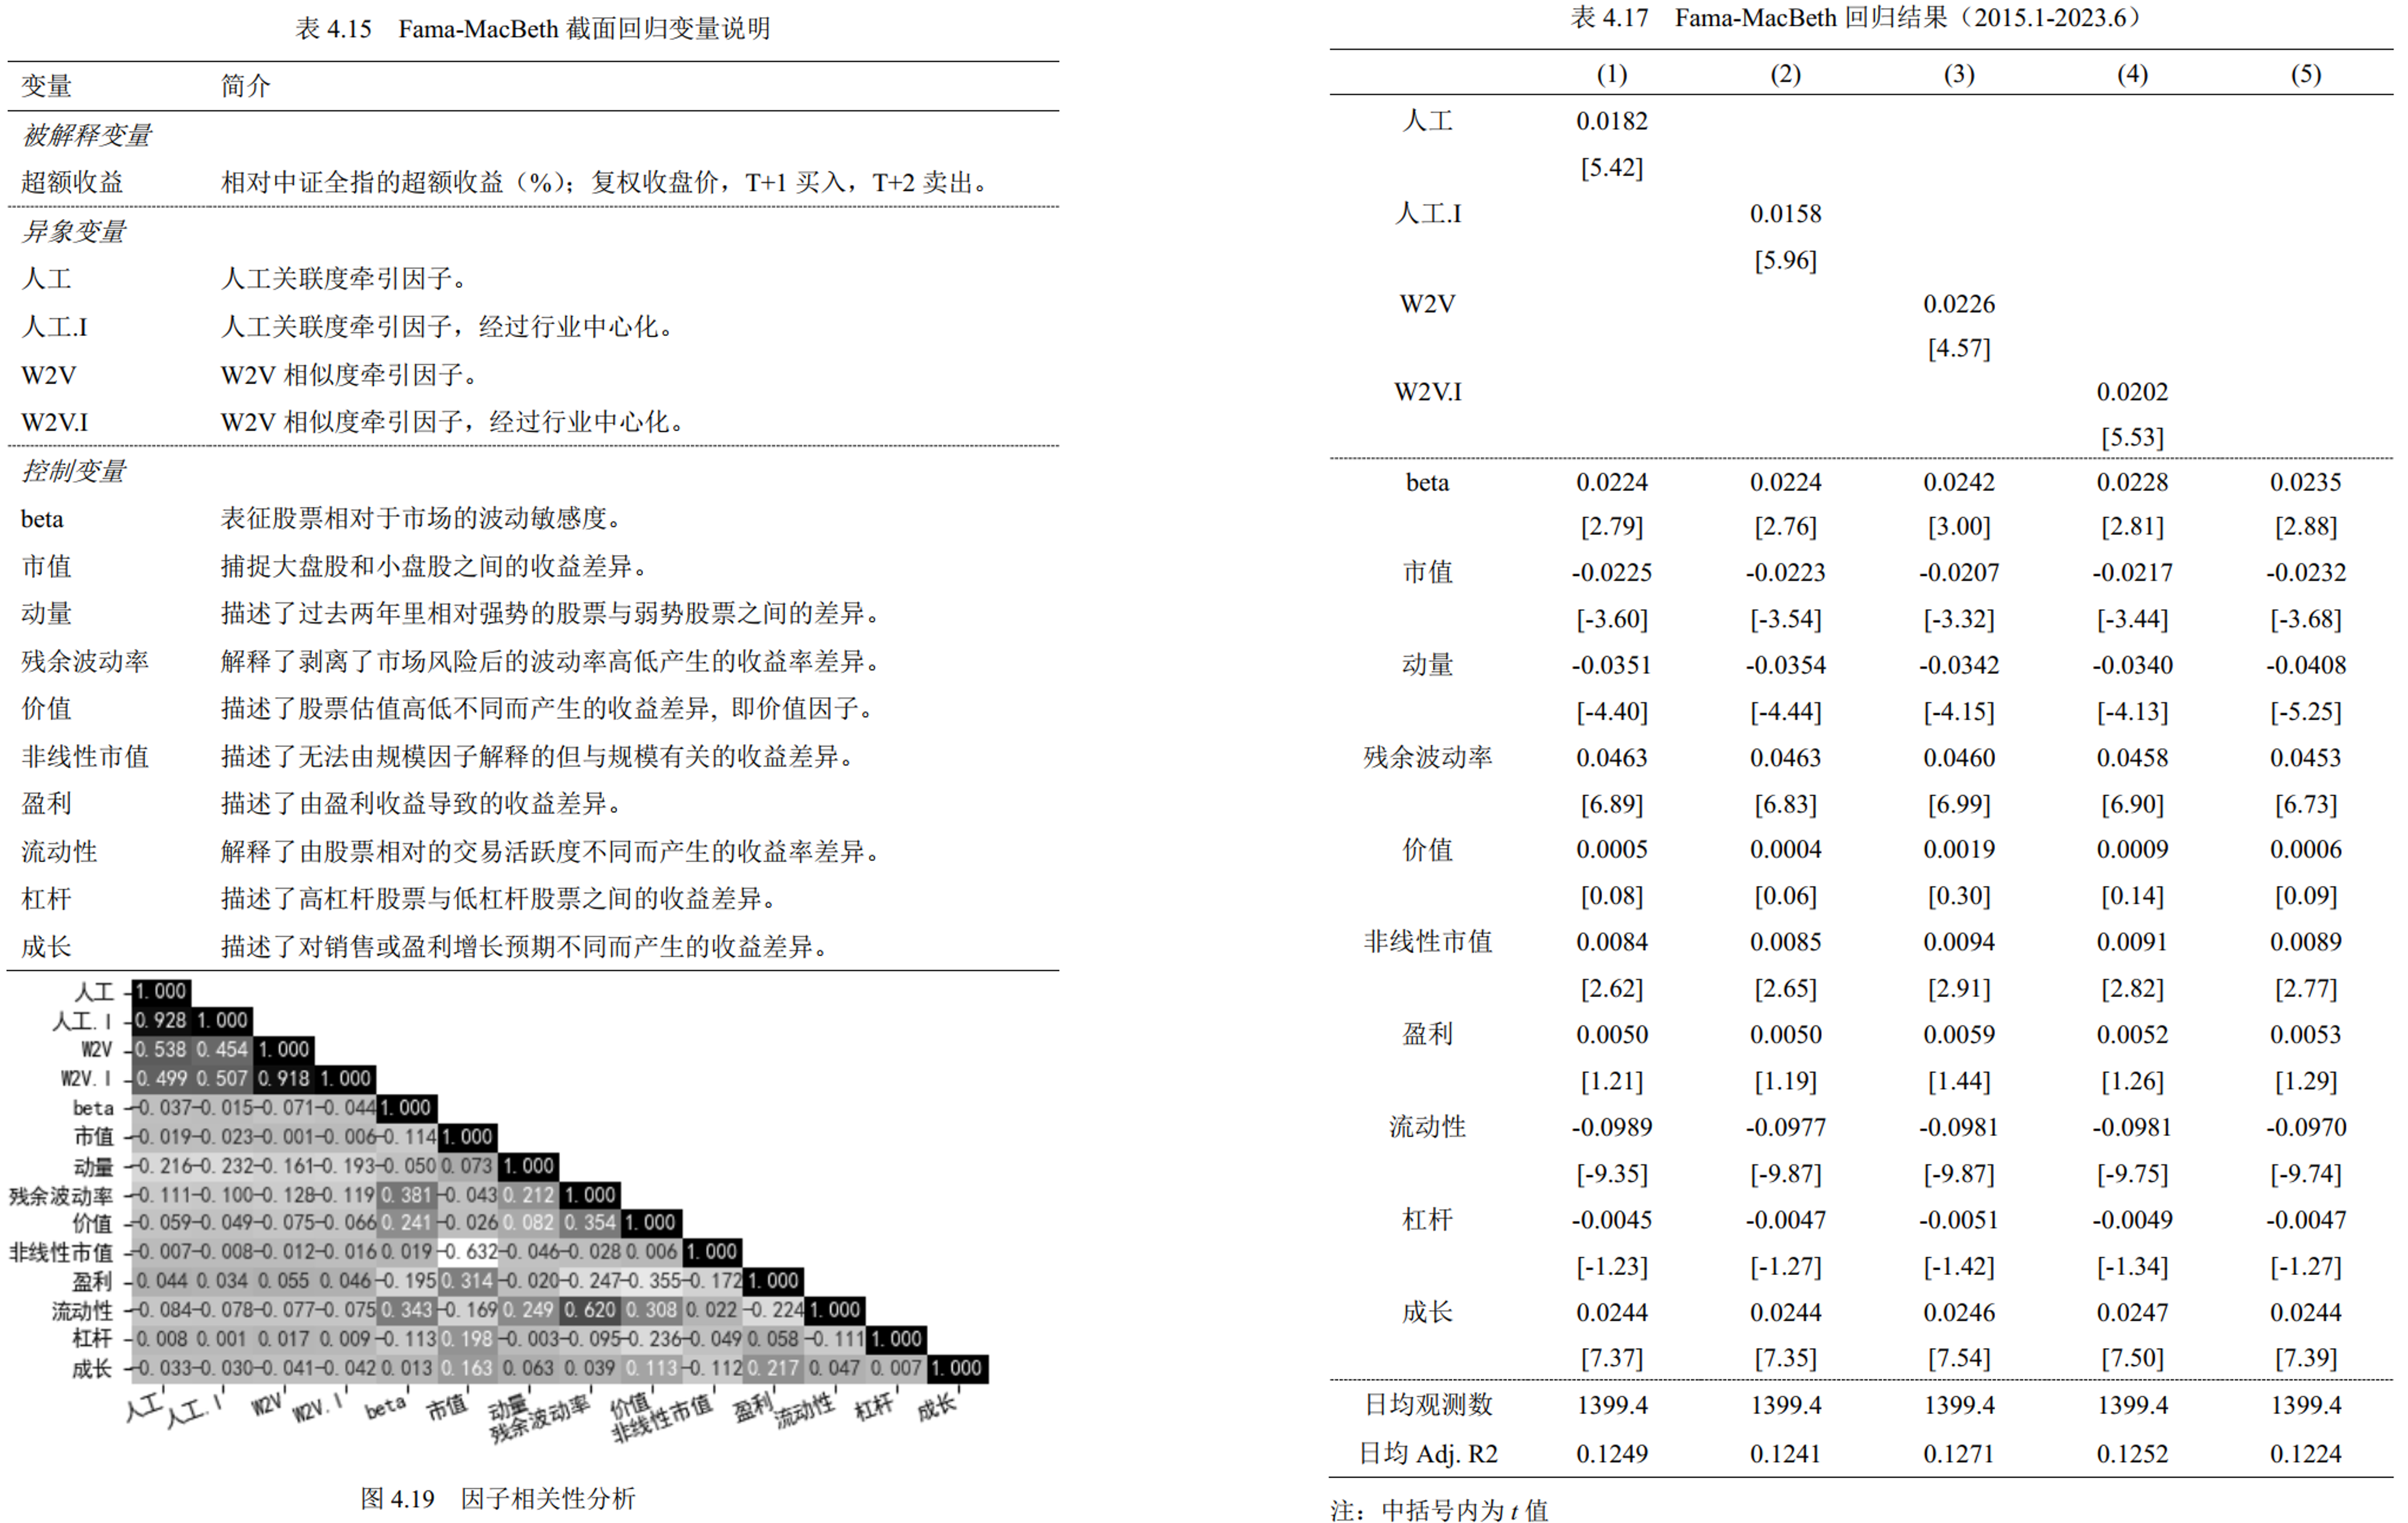 表 4.15 Fama-MacBeth 截面回归变量说明
变量 简介
被解释变量
超额收益 相对中证全指的超额收益（%）；复权收盘价，T+1 买入，T+2 卖出。
异象变量
人工 人工关联度牵引因子。
人工.I 人工关联度牵引因子，经过行业中心化。
W2V W2V 相似度牵引因子。
W2V.I W2V 相似度牵引因子，经过行业中心化。
控制变量
beta 表征股票相对于市场的波动敏感度。
市值 捕捉大盘股和小盘股之间的收益差异。
动量 描述了过去两年里相对强势的股票与弱势股票之间的差异。
残余波动率 解释了剥离了市场风险后的波动率高低产生的收益率差异。
价值 描述了股票估值高低不同而产生的收益差异, 即价值因子。
非线性市值 描述了无法由规模因子解释的但与规模有关的收益差异。
盈利 描述了由盈利收益导致的收益差异。
流动性 解释了由股票相对的交易活跃度不同而产生的收益率差异。
杠杆 描述了高杠杆股票与低杠杆股票之间的收益差异。
成长 描述了对销售或盈利增长预期不同而产生的收益差异。
人工 1.000
人工.I 0.928 1.000
W2V 0.538 0.454 1.000
W2V.I 0.499 0.507 0.918 1.000
beta -0.037 -0.015 -0.071 -0.044 1.000
市值 -0.019 -0.023 -0.001 -0.006 -0.114 1.000
动量 -0.216 -0.232 -0.161 -0.193 -0.050 0.073 1.000
残余波动率 -0.111 -0.100 -0.128 -0.119 0.381 -0.043 0.212 1.000
价值 -0.059 -0.049 -0.075 -0.066 0.241 -0.026 0.082 0.354 1.000
非线性市值 -0.007 -0.008 -0.012 -0.016 0.019 -0.632 -0.046 -0.028 0.006 1.000
盈利 0.044 0.034 0.055 0.046 -0.195 0.314 -0.020 -0.247 -0.355 -0.172 1.000
流动性 -0.084 -0.078 -0.077 -0.075 0.343 -0.169 0.249 0.620 0.308 0.022 -0.224 1.000
杠杆 0.008 0.001 0.017 0.009 -0.113 0.198 -0.003 -0.095 -0.236 -0.049 0.058 -0.111 1.000
成长 -0.033 -0.030 -0.041 -0.042 0.013 0.163 0.063 0.039 0.113 -0.112 0.217 0.047 0.007 1.000
人工 人工.I W2V W2V.I beta 市值 动量 残余波动率 价值 非线性市值 盈利 流动性 杠杆 成长
图 4.19 因子相关性分析
表 4.17 Fama-MacBeth 回归结果（2015.1-2023.6）
(1) (2) (3) (4) (5)
人工 0.0182
[5.42]
人工.I 0.0158
[5.96]
W2V 0.0226
[4.57]
W2V.I 0.0202
[5.53]
beta 0.0224 0.0224 0.0242 0.0228 0.0235
[2.79] [2.76] [3.00] [2.81] [2.88]
市值 -0.0225 -0.0223 -0.0207 -0.0217 -0.0232
[-3.60] [-3.54] [-3.32] [-3.44] [-3.68]
动量 -0.0351 -0.0354 -0.0342 -0.0340 -0.0408
[-4.40] [-4.44] [-4.15] [-4.13] [-5.25]
残余波动率 0.0463 0.0463 0.0460 0.0458 0.0453
[6.89] [6.83] [6.99] [6.90] [6.73]
价值 0.0005 0.0004 0.0019 0.0009 0.0006
[0.08] [0.06] [0.30] [0.14] [0.09]
非线性市值 0.0084 0.0085 0.0094 0.0091 0.0089
[2.62] [2.65] [2.91] [2.82] [2.77]
盈利 0.0050 0.0050 0.0059 0.0052 0.0053
[1.21] [1.19] [1.44] [1.26] [1.29]
流动性 -0.0989 -0.0977 -0.0981 -0.0981 -0.0970
[-9.35] [-9.87] [-9.87] [-9.75] [-9.74]
杠杆 -0.0045 -0.0047 -0.0051 -0.0049 -0.0047
[-1.23] [-1.27] [-1.42] [-1.34] [-1.27]
成长 0.0244 0.0244 0.0246 0.0247 0.0244
[7.37] [7.35] [7.54] [7.50] [7.39]
日均观测数 1399.4 1399.4 1399.4 1399.4 1399.4
日均 Adj. R2 0.1249 0.1241 0.1271 0.1252 0.1224
注：中括号内为 t 值